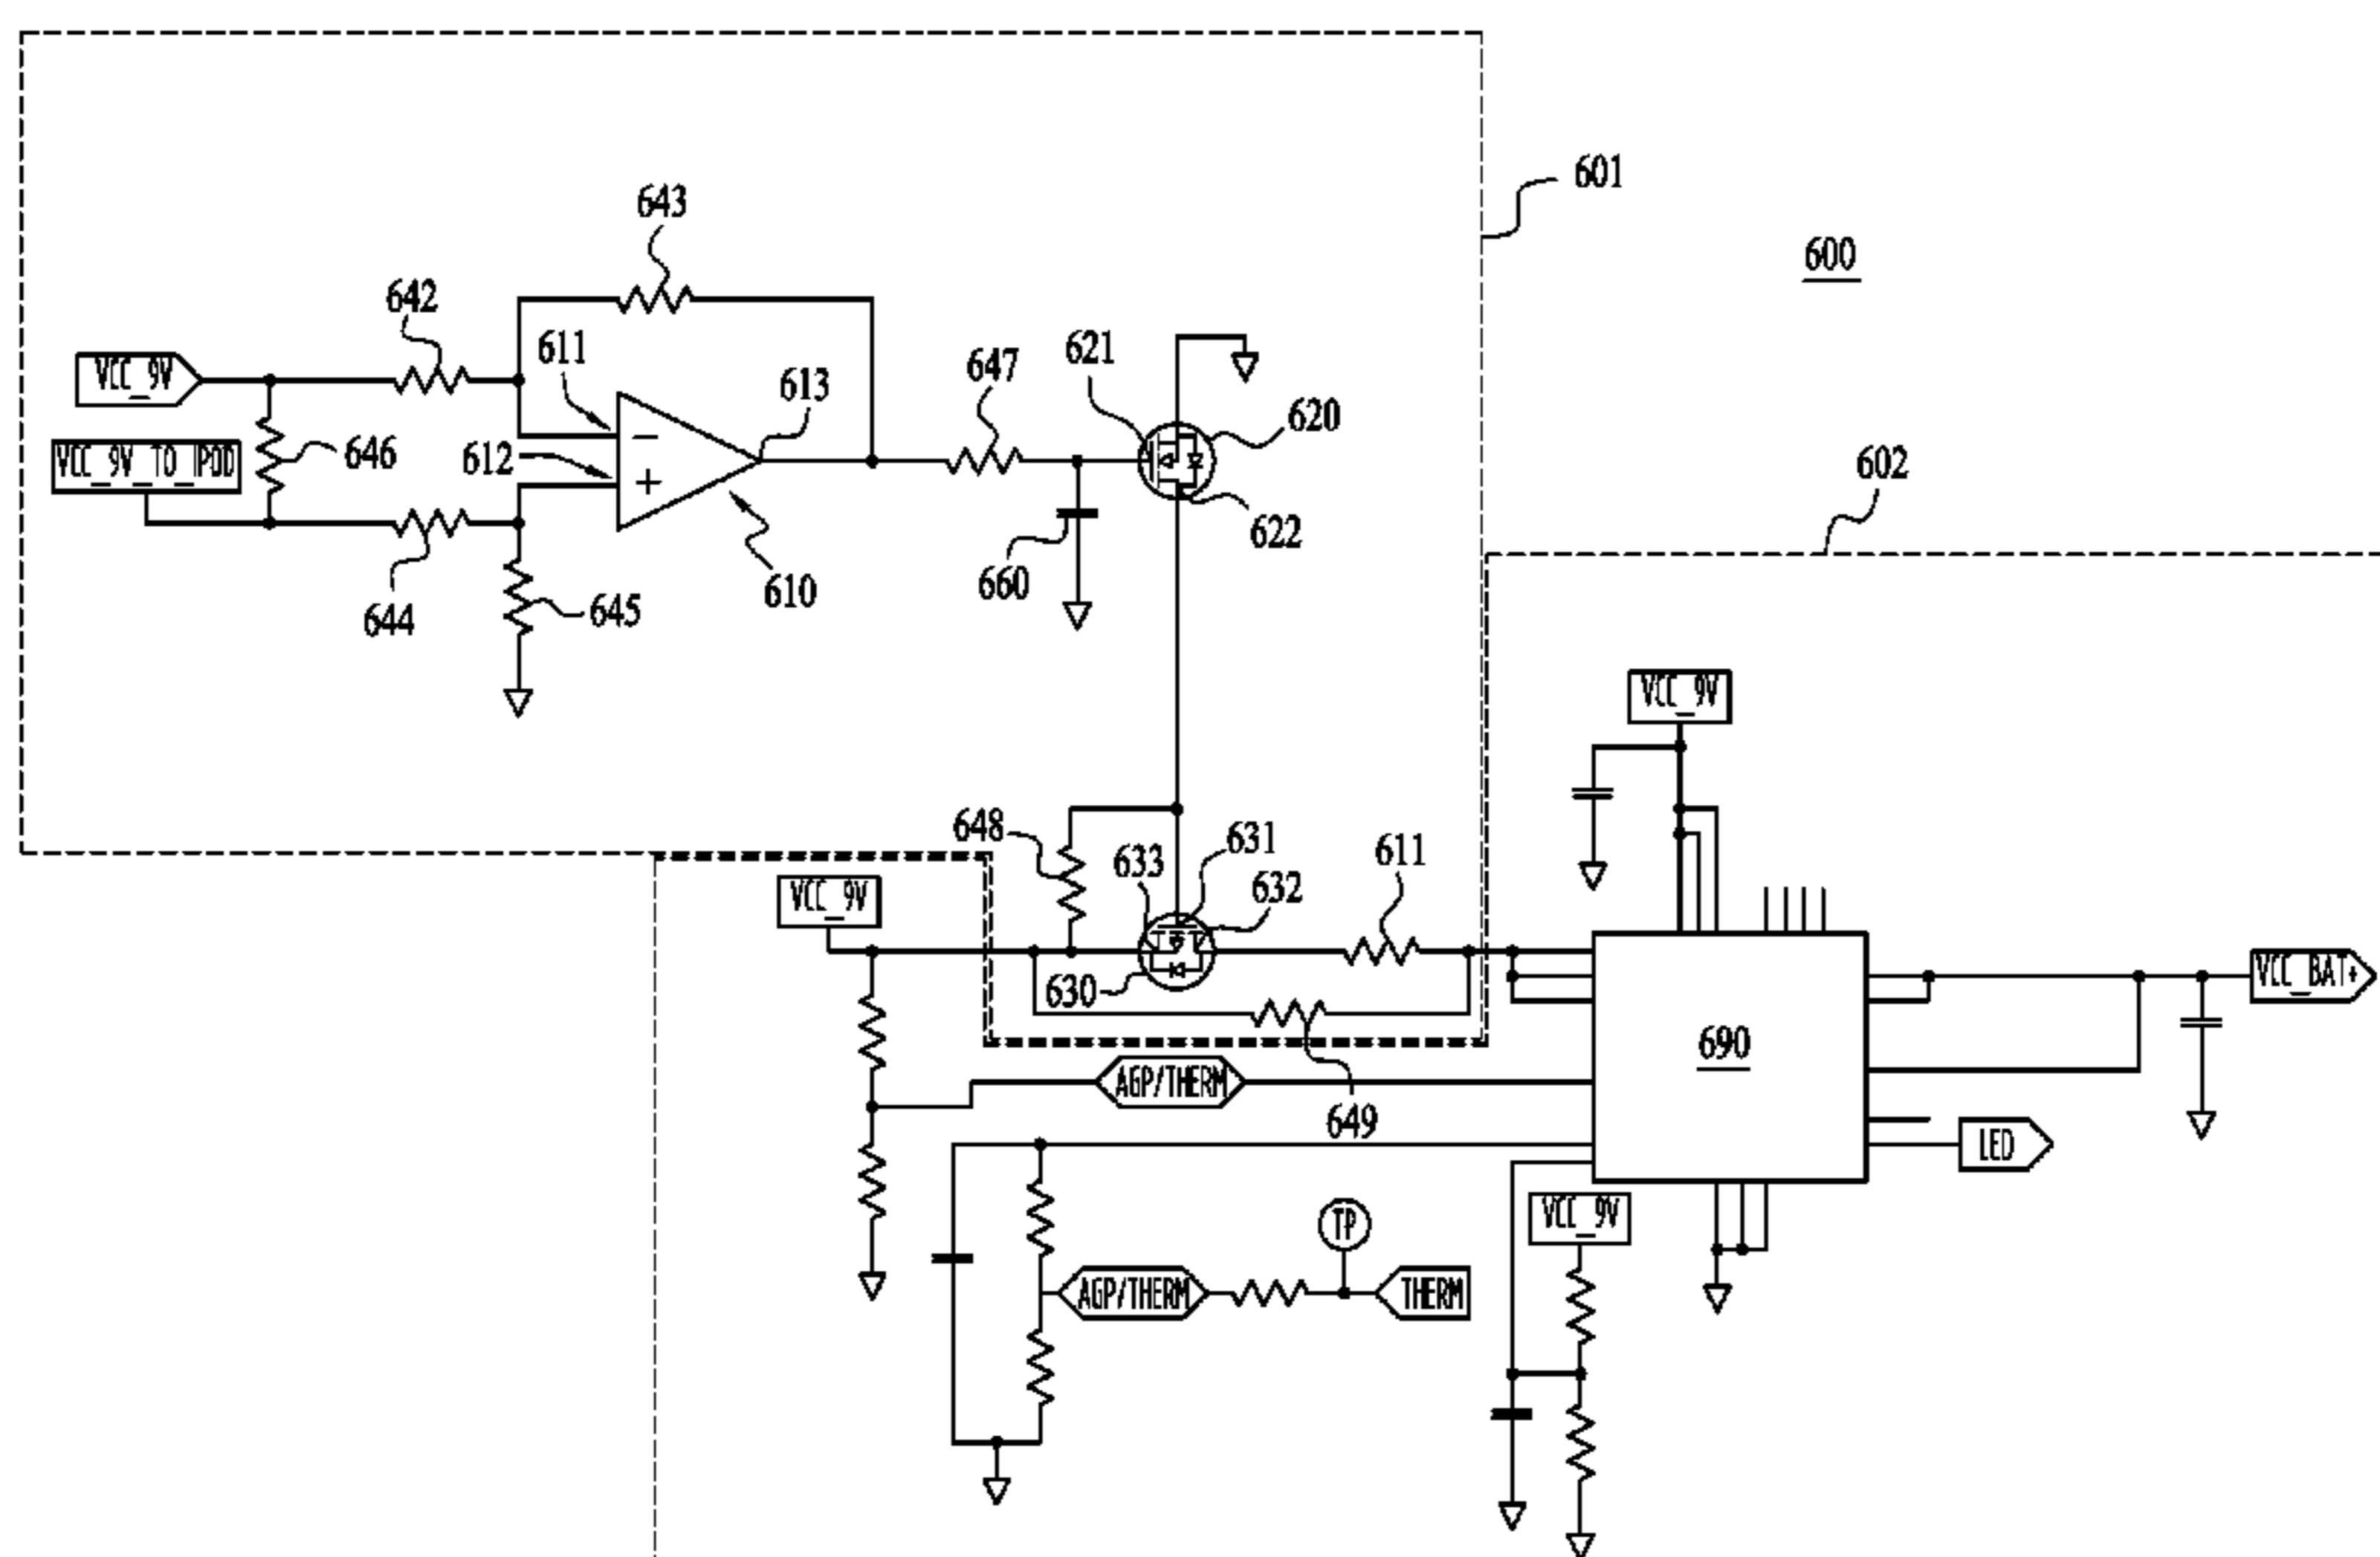 601
600
643
642
611
613
647
621
620
VCC_9V
646
612
VCC_9V_TO_IPOD
622
602
644
645
610
660
VCC_9V
648
633
631
632
611
VCC_9V
630
VCC_BAT+
690
AGP/THERM
649
LED
VCC_9V
TP
AGP/THERM
THERM